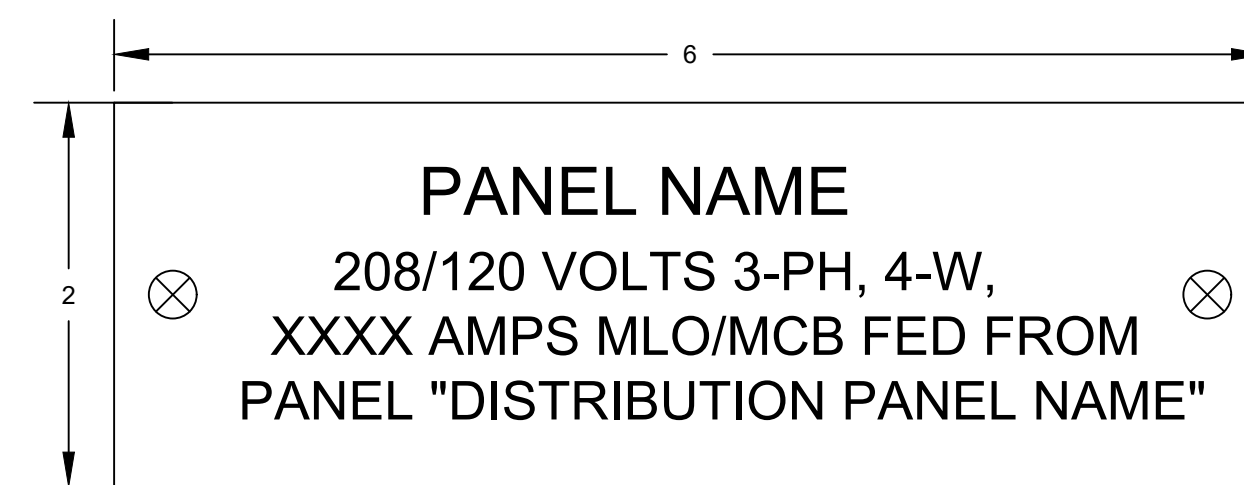 6
PANEL NAME
208/120 VOLTS 3-PH, 4-W,
2
XXXX AMPS MLO/MCB FED FROM
PANEL "DISTRIBUTION PANEL NAME"